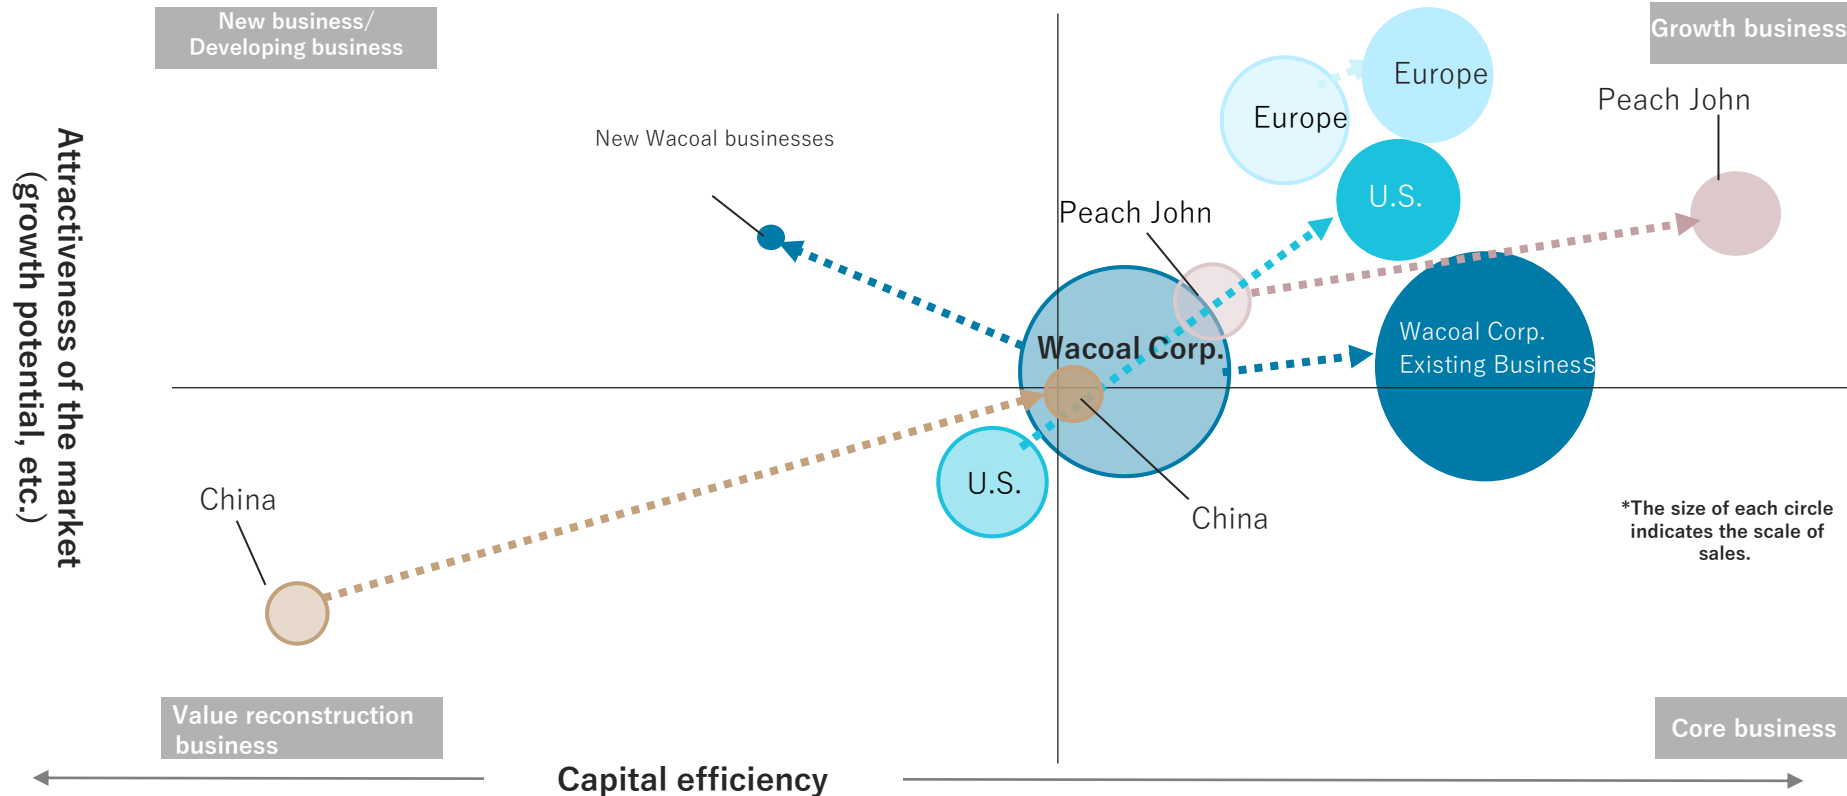 New business/
Developing business
Growth business
Europe
Peach John
Europe
New Wacoal businesses
U.S.
Peach John
Attractiveness of the market
(growth potential, etc.)
Wacoal Corp.
Wacoal Corp.
Existing Business
U.S.
China
China
*The size of each circle
indicates the scale of
sales.
Value reconstruction
business
Core business
Capital efficiency